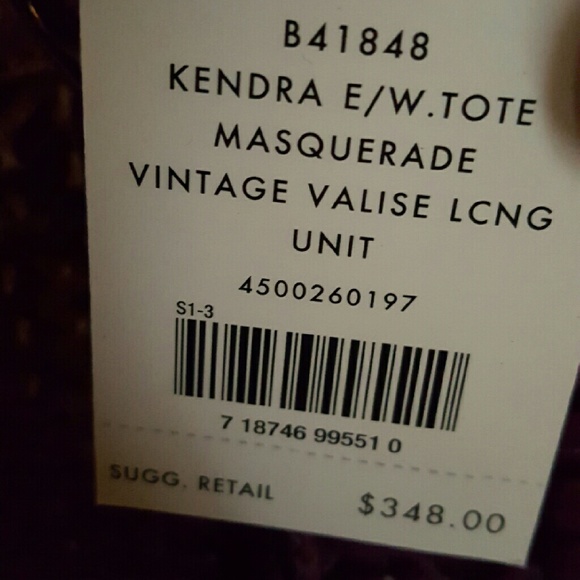 B41848
KENDRA E/W.TOTE
MASQUERADE
VINTAGE VALISE LCNG
UNIT
4500260197
S1-3
7 18746 99551 0
SUGG. RETAIL $348.00